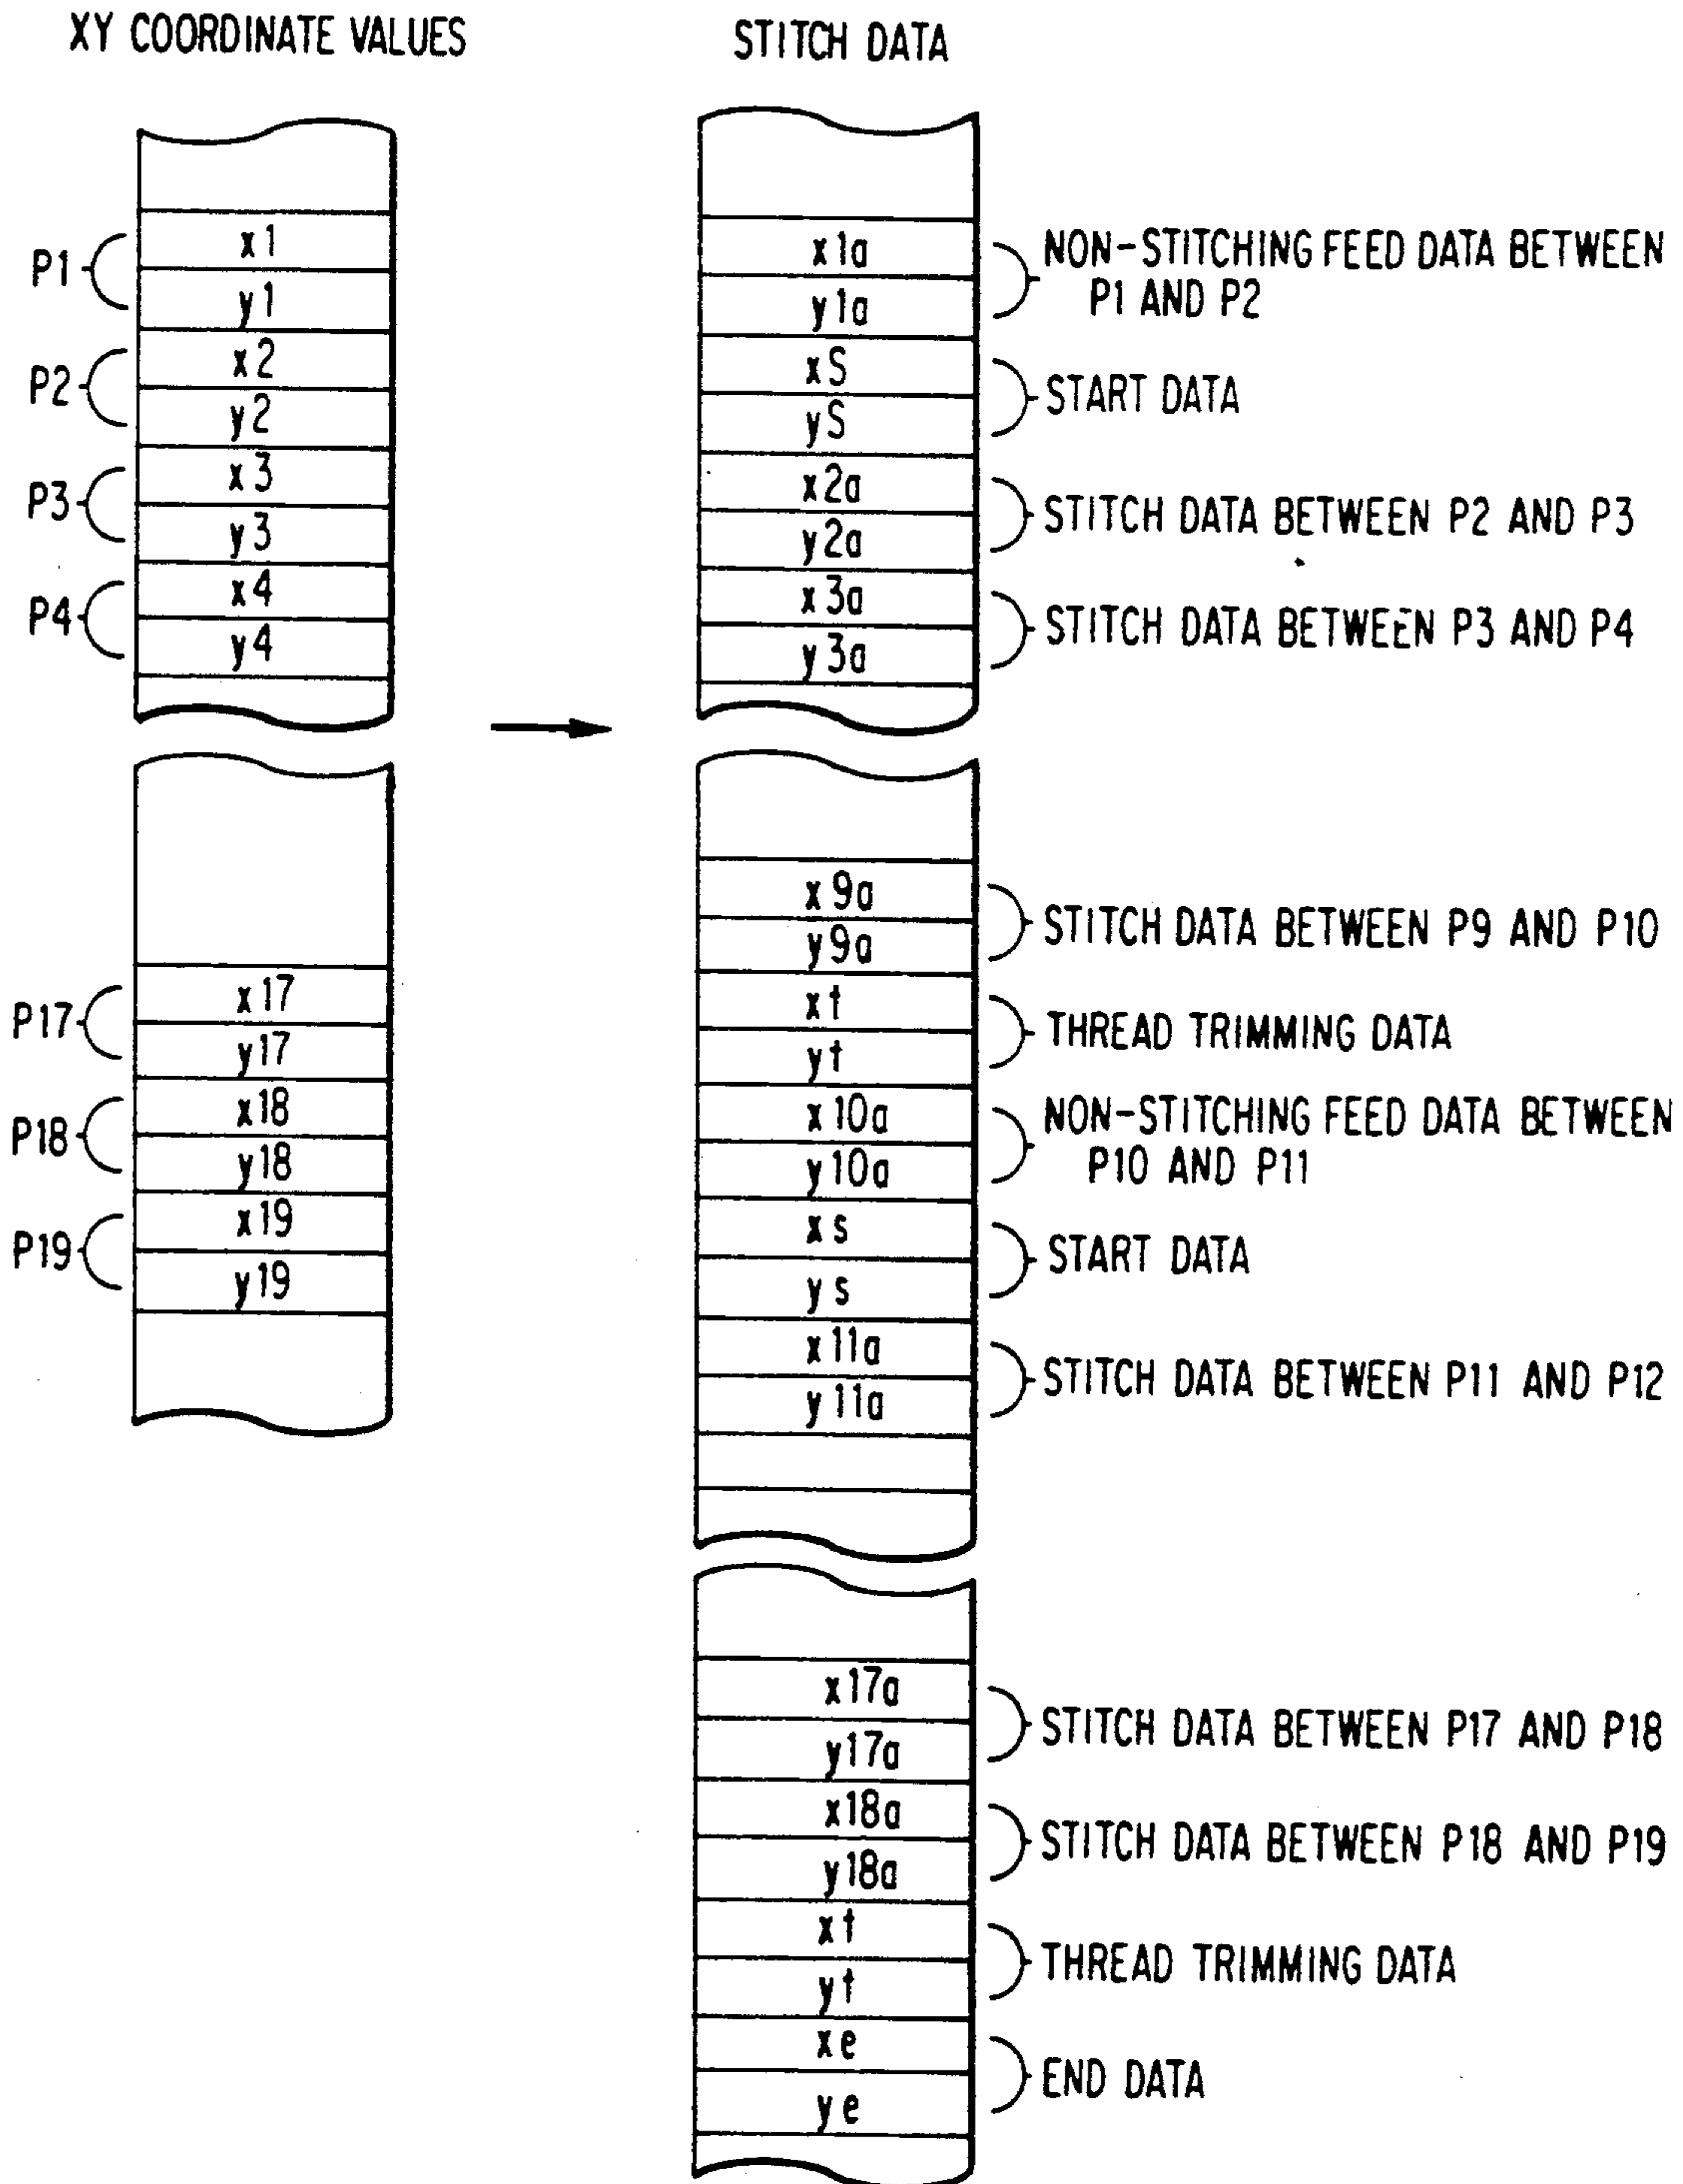 XY COORDINATE VALUES
P1
x1
y1
P2
x2
y2
P3
x3
y3
P4
x4
y4
P17
x17
y17
P18
x18
y18
P19
x19
y19
STITCH DATA
x1a
y1a
NON-STITCHING FEED DATA BETWEEN
P1 AND P2
xS
yS
START DATA
x2a
y2a
STITCH DATA BETWEEN P2 AND P3
x3a
y3a
STITCH DATA BETWEEN P3 AND P4
x9a
y9a
STITCH DATA BETWEEN P9 AND P10
xt
yt
THREAD TRIMMING DATA
x10a
y10a
NON-STITCHING FEED DATA BETWEEN
P10 AND P11
xs
ys
START DATA
x11a
y11a
STITCH DATA BETWEEN P11 AND P12
x17a
y17a
STITCH DATA BETWEEN P17 AND P18
x18a
y18a
STITCH DATA BETWEEN P18 AND P19
xt
yt
THREAD TRIMMING DATA
xe
ye
END DATA